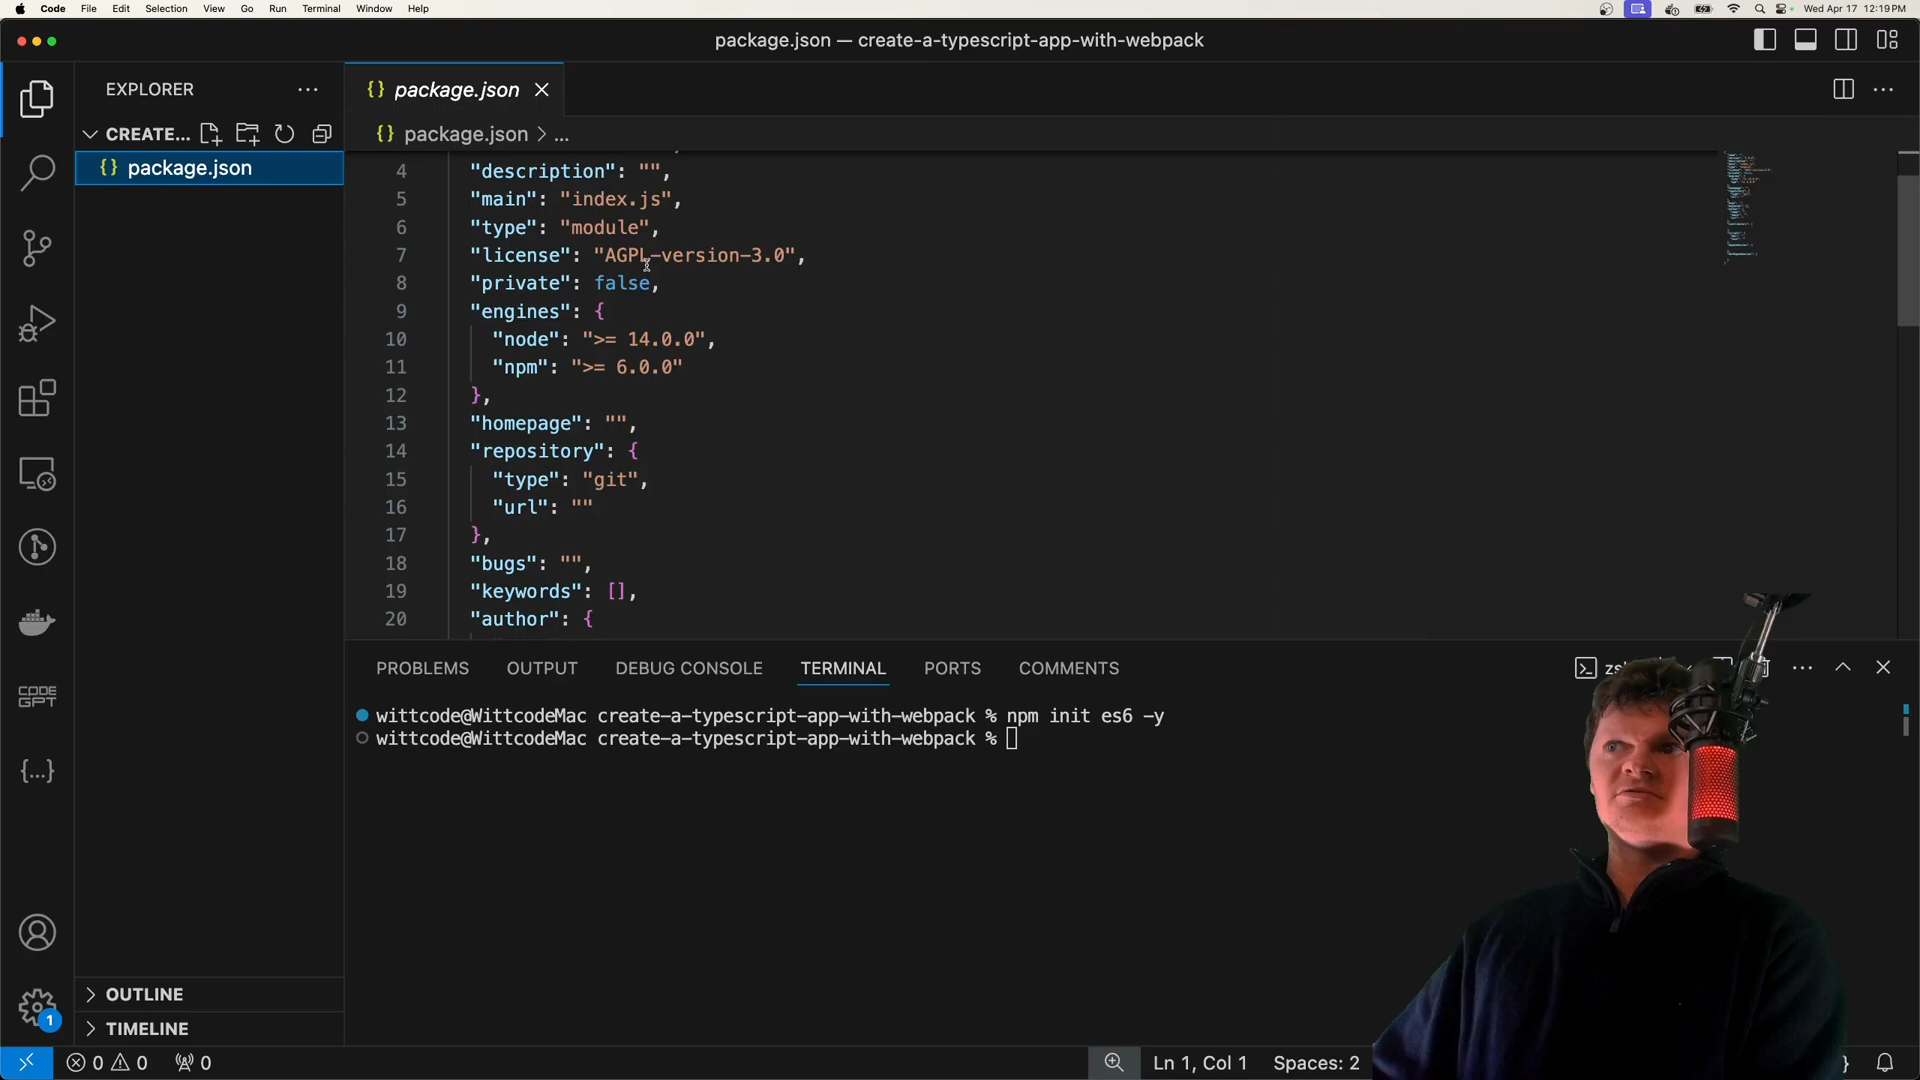 Code File Edit Selection View Go Run Terminal Window Help Wed Apr 17 12:19 PM
package.json — create-a-typescript-app-with-webpack
EXPLORER
package.json
CREATE...
package.json > ...
package.json
4 "description": "",
5 "main": "index.js",
6 "type": "module",
7 "license": "AGPL-version-3.0",
8 "private": false,
9 "engines": {
10 "node": ">= 14.0.0",
11 "npm": ">= 6.0.0"
12 },
13 "homepage": "",
14 "repository": {
15 "type": "git",
16 "url": ""
17 },
18 "bugs": "",
19 "keywords": [],
20 "author": {
PROBLEMS OUTPUT DEBUG CONSOLE TERMINAL PORTS COMMENTS
wittcode@WittcodeMac create-a-typescript-app-with-webpack % npm init es6 -y
wittcode@WittcodeMac create-a-typescript-app-with-webpack %
CODE
GPT
OUTLINE
TIMELINE
1
0 0 0
Ln 1, Col 1 Spaces: 2